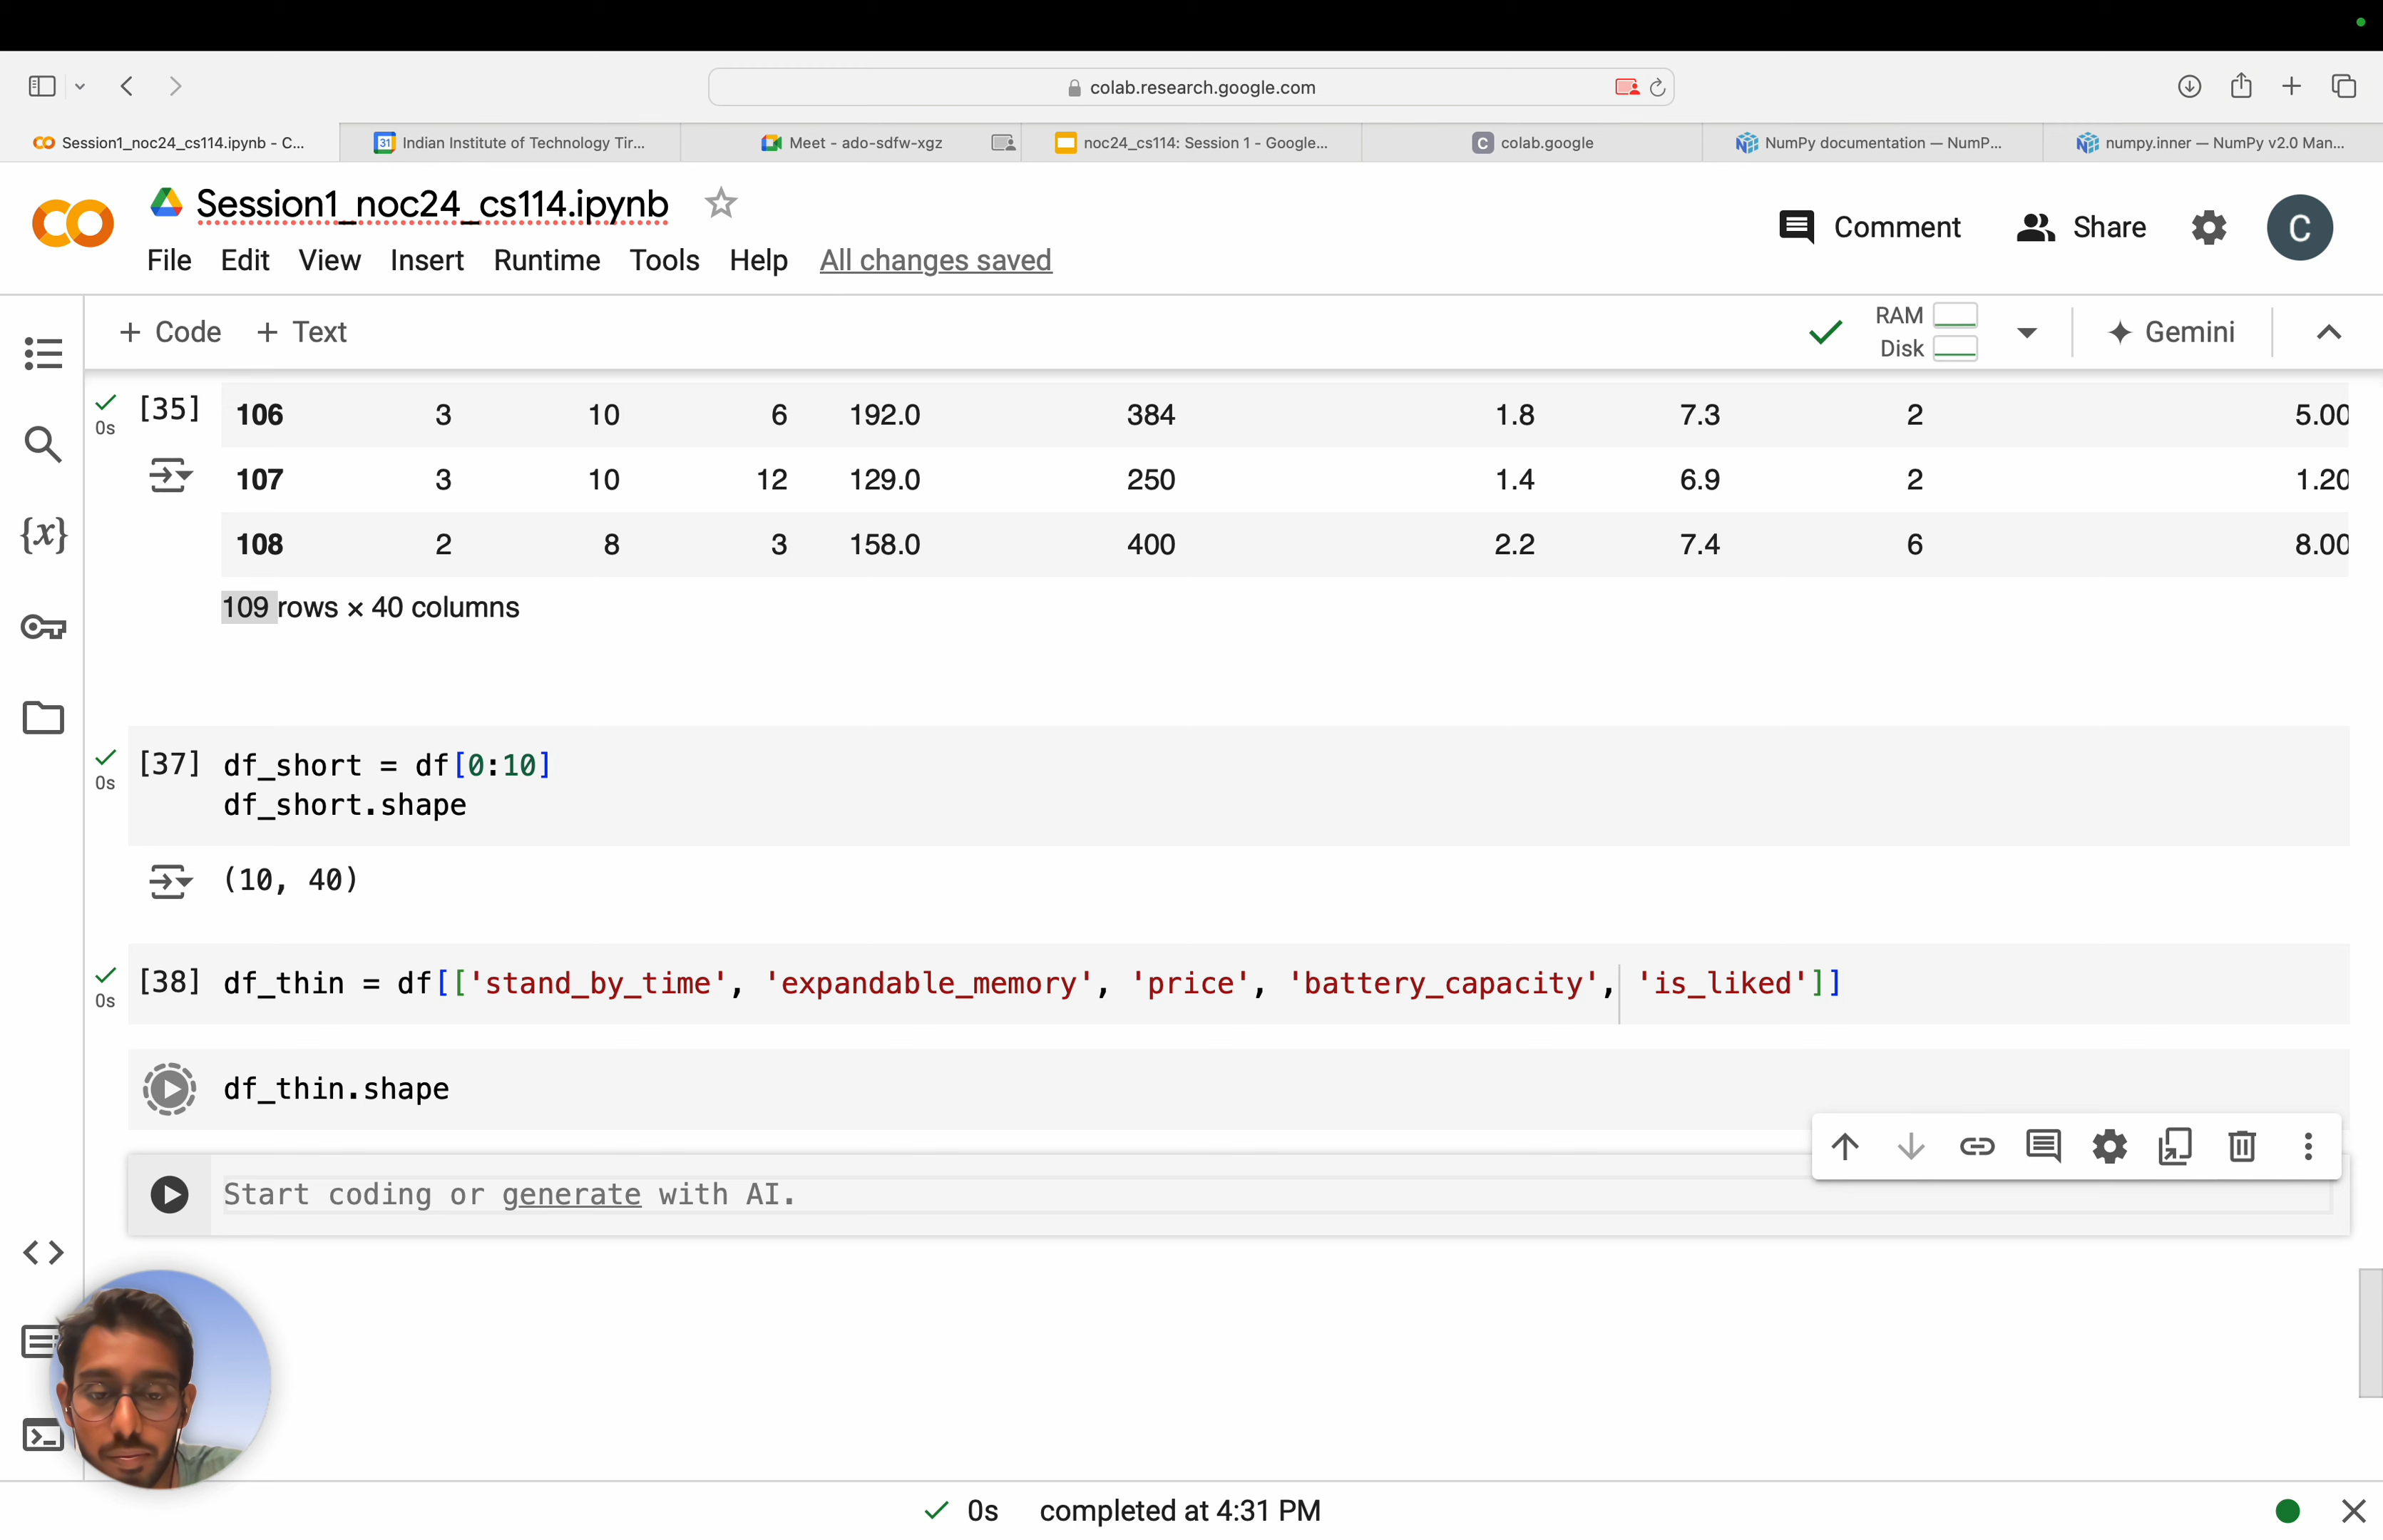 colab.research.google.com
Session1_noc24_cs114.ipynb - C...
31
Indian Institute of Technology Tir...
Meet - ado-sdfw-xgz
noc24_cs114: Session 1 - Google...
C colab.google
NumPy documentation — NumP...
numpy.inner — NumPy v2.0 Man...
Session1_noc24_cs114.ipynb
Comment
Share
C
File Edit View Insert Runtime Tools Help All changes saved
+ Code + Text
RAM
Disk
Gemini
[35] 106 3 10 6 192.0 384 1.8 7.3 2 5.00
0s
107 3 10 12 129.0 250 1.4 6.9 2 1.20
108 2 8 3 158.0 400 2.2 7.4 6 8.00
109 rows × 40 columns
{x}
[37] df_short = df[0:10]
0s
df_short.shape
(10, 40)
[38] df_thin = df[['stand_by_time', 'expandable_memory', 'price', 'battery_capacity', 'is_liked']]
0s
df_thin.shape
Start coding or generate with AI.
0s completed at 4:31 PM